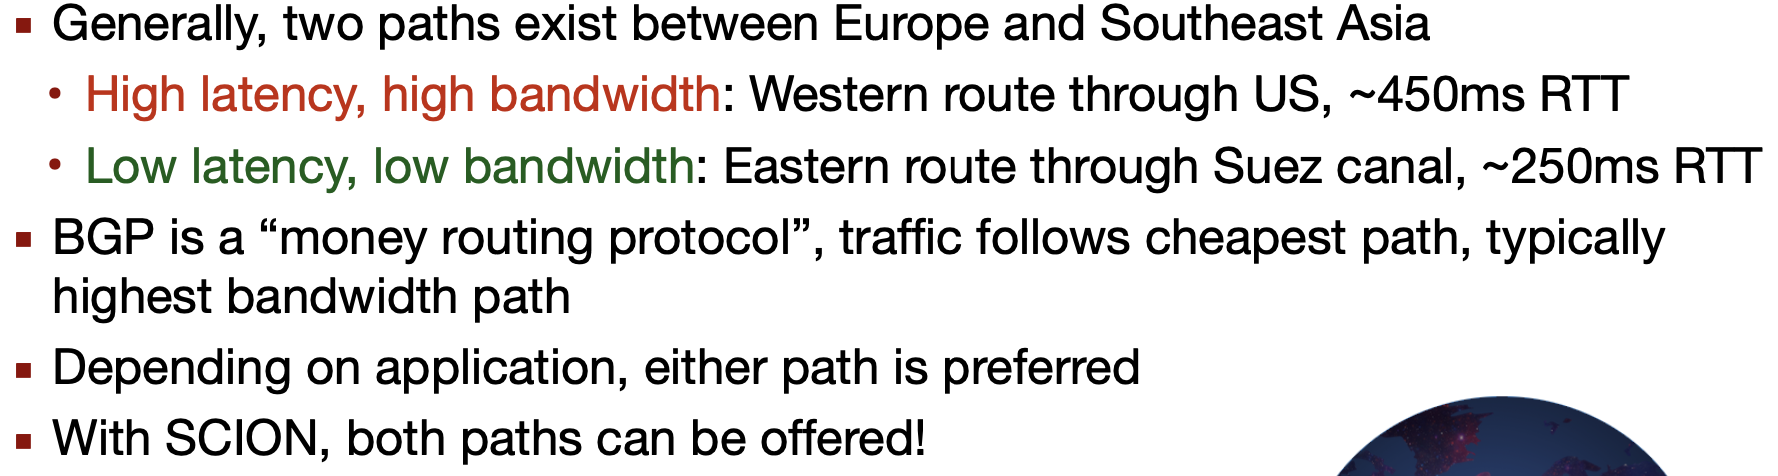 Generally, two paths exist between Europe and Southeast Asia
High latency, high bandwidth: Western route through US, ~450ms RTT
Low latency, low bandwidth: Eastern route through Suez canal, ~250ms RTT
BGP is a “money routing protocol”, traffic follows cheapest path, typically
highest bandwidth path
Depending on application, either path is preferred
With SCION, both paths can be offered!